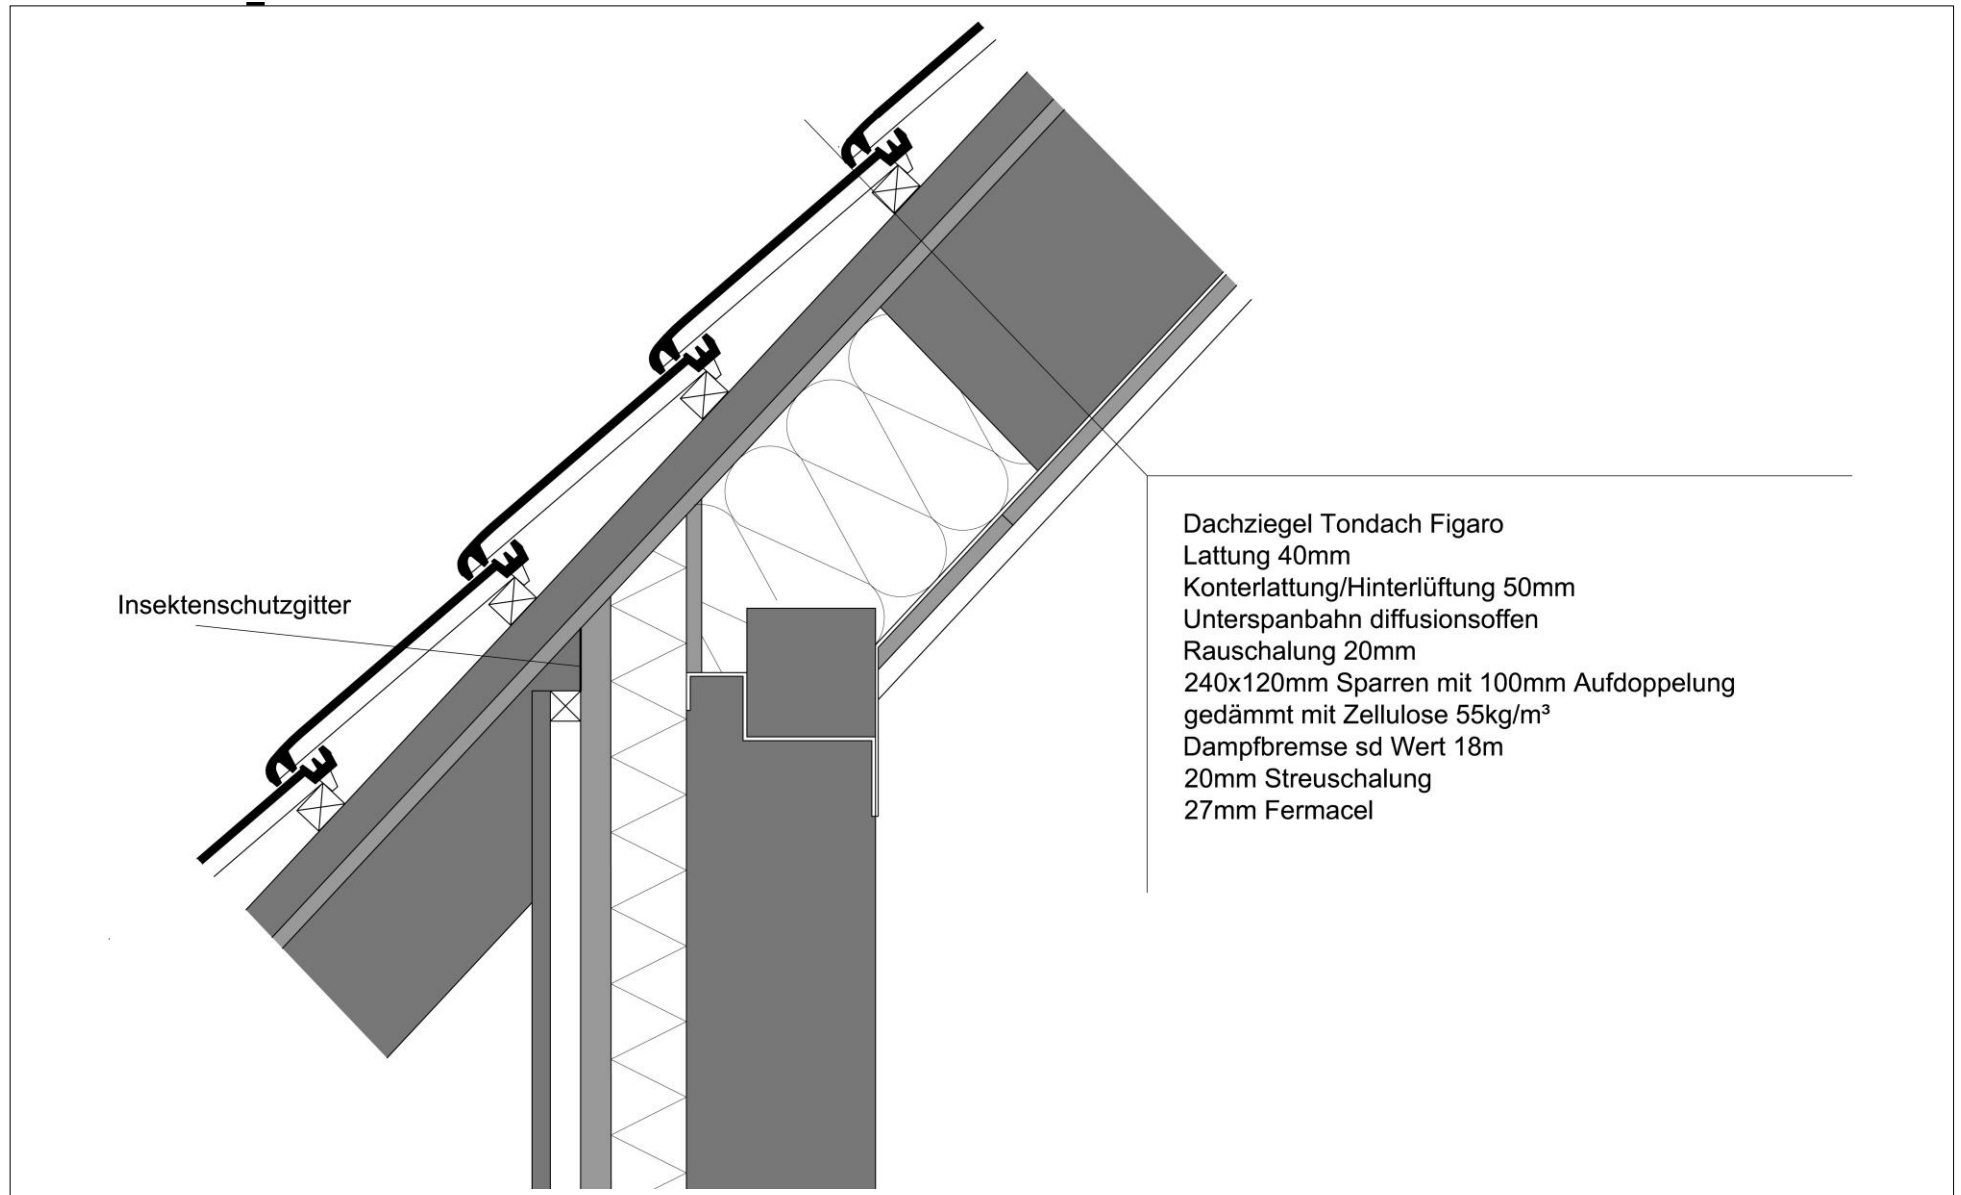 Insektenschutzgitter
Dachziegel Tondach Figaro
Lattung 40mm
Konterlattung/Hinterlüftung 50mm
Unterspanbahn diffusionsoffen
Rauschalung 20mm
240x120mm Sparren mit 100mm Aufdoppelung
gedämmt mit Zellulose 55kg/m³
Dampfbremse sd Wert 18m
20mm Streuschalung
27mm Fermacel